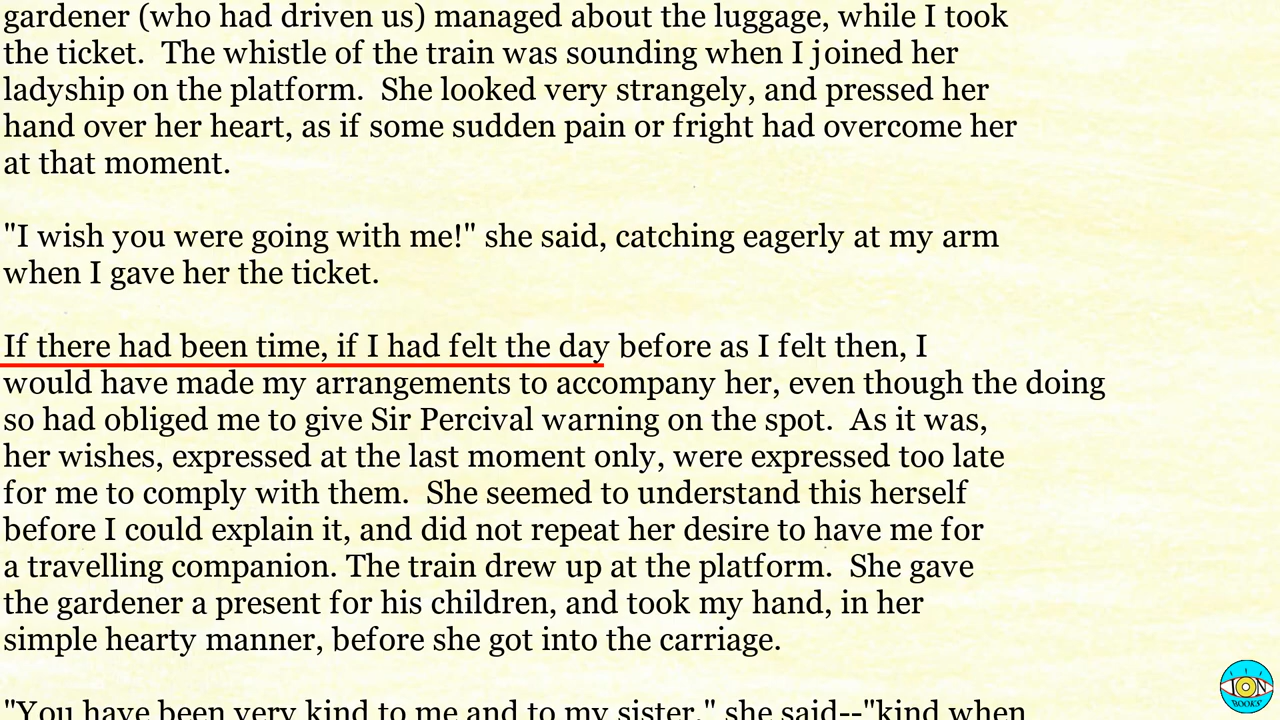 gardener (who had driven us) managed about the luggage, while I took
the ticket.  The whistle of the train was sounding when I joined her
ladyship on the platform.  She looked very strangely, and pressed her
hand over her heart, as if some sudden pain or fright had overcome her
at that moment.
"I wish you were going with me!" she said, catching eagerly at my arm
when I gave her the ticket.
If there had been time, if I had felt the day before as I felt then, I
would have made my arrangements to accompany her, even though the doing
so had obliged me to give Sir Percival warning on the spot.  As it was,
her wishes, expressed at the last moment only, were expressed too late
for me to comply with them.  She seemed to understand this herself
before I could explain it, and did not repeat her desire to have me for
a travelling companion. The train drew up at the platform.  She gave
the gardener a present for his children, and took my hand, in her
simple hearty manner, before she got into the carriage.
"You have been very kind to me and to my sister," she said--"kind when
ION
BOOKS